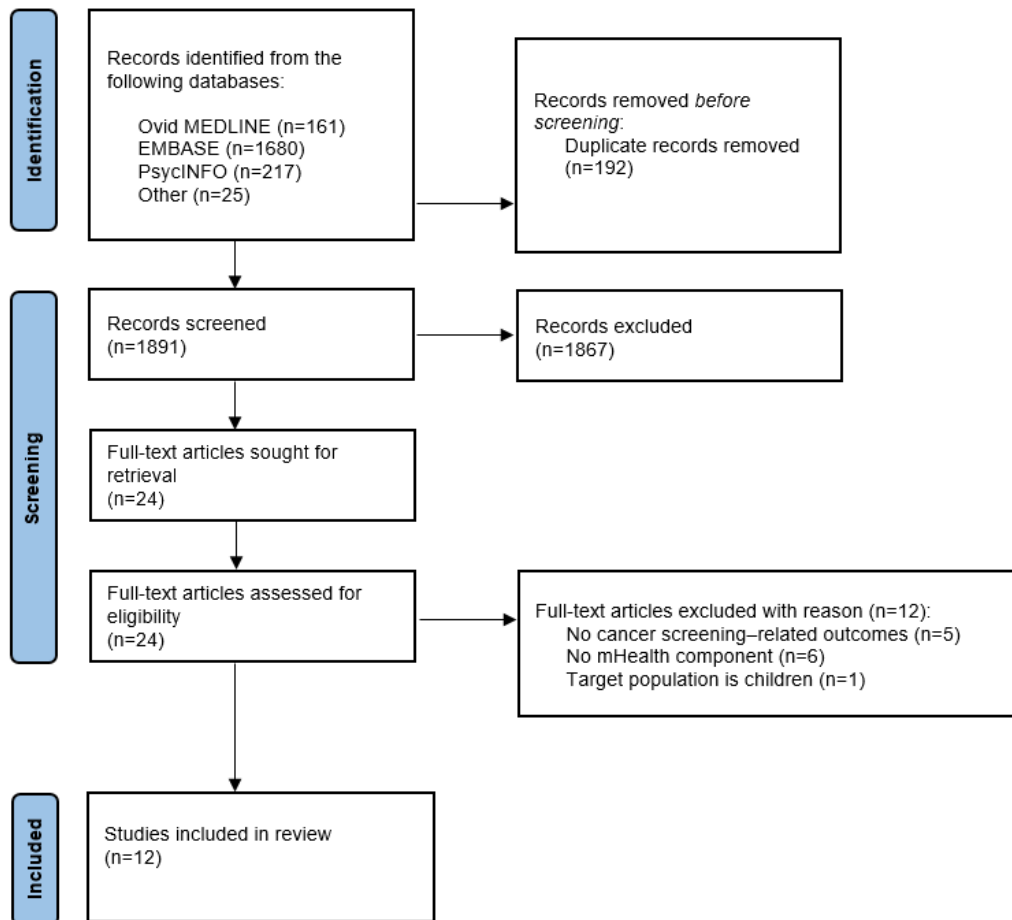 Identification
Records identified from the
following databases:
Ovid MEDLINE (n=161)
EMBASE (n=1680)
PsycINFO (n=217)
Other (n=25)
Records removed before
screening:
Duplicate records removed
(n=192)
Screening
Records screened
(n=1891)
Records excluded
(n=1867)
Full-text articles sought for
retrieval
(n=24)
Full-text articles assessed for
eligibility
(n=24)
Full-text articles excluded with reason (n=12):
No cancer screening–related outcomes (n=5)
No mHealth component (n=6)
Target population is children (n=1)
Included
Studies included in review
(n=12)